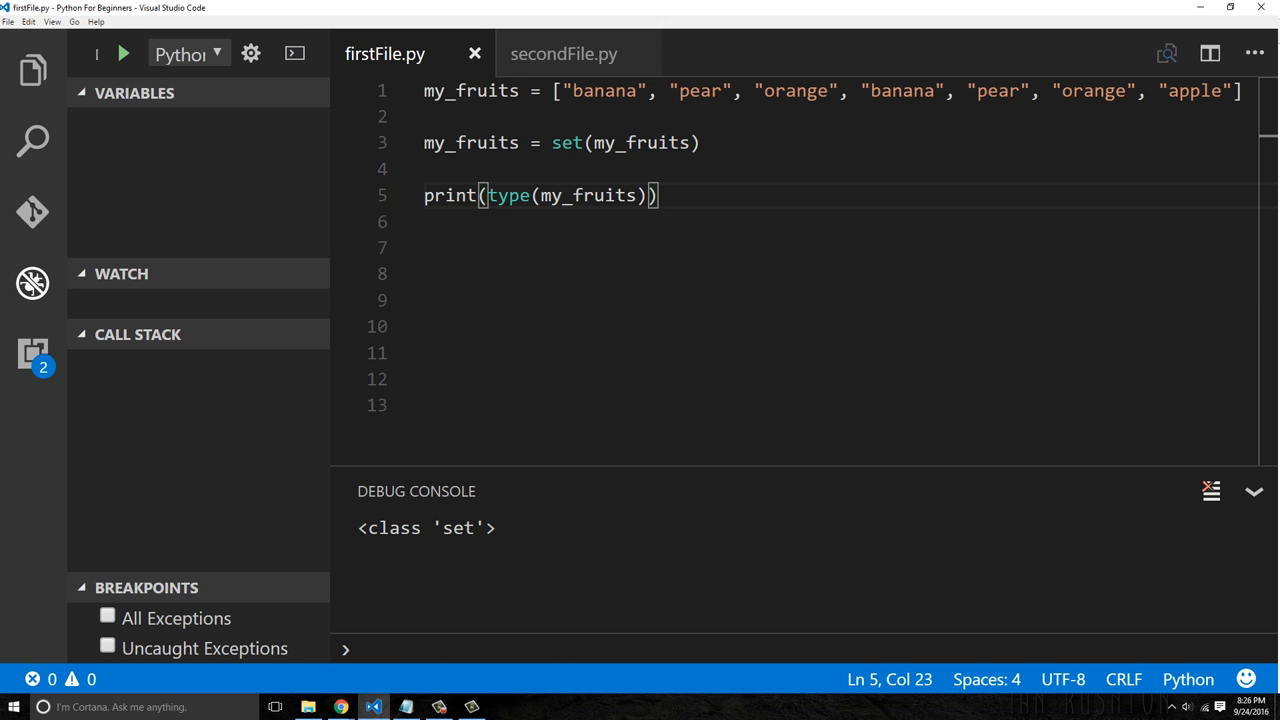 firstFile.py - Python For Beginners - Visual Studio Code
File Edit View Go Help
firstFile.py secondFile.py
VARIABLES
WATCH
CALL STACK
2
BREAKPOINTS
All Exceptions
Uncaught Exceptions
1 my_fruits = ["banana", "pear", "orange", "banana", "pear", "orange", "apple"]
2
3 my_fruits = set(my_fruits)
4
5 print(type(my_fruits))
6
7
8
9
10
11
12
13
DEBUG CONSOLE
<class 'set'>
0 0 Ln 5, Col 23 Spaces: 4 UTF-8 CRLF Python
I'm Cortana. Ask me anything.
8:26 PM
9/24/2016